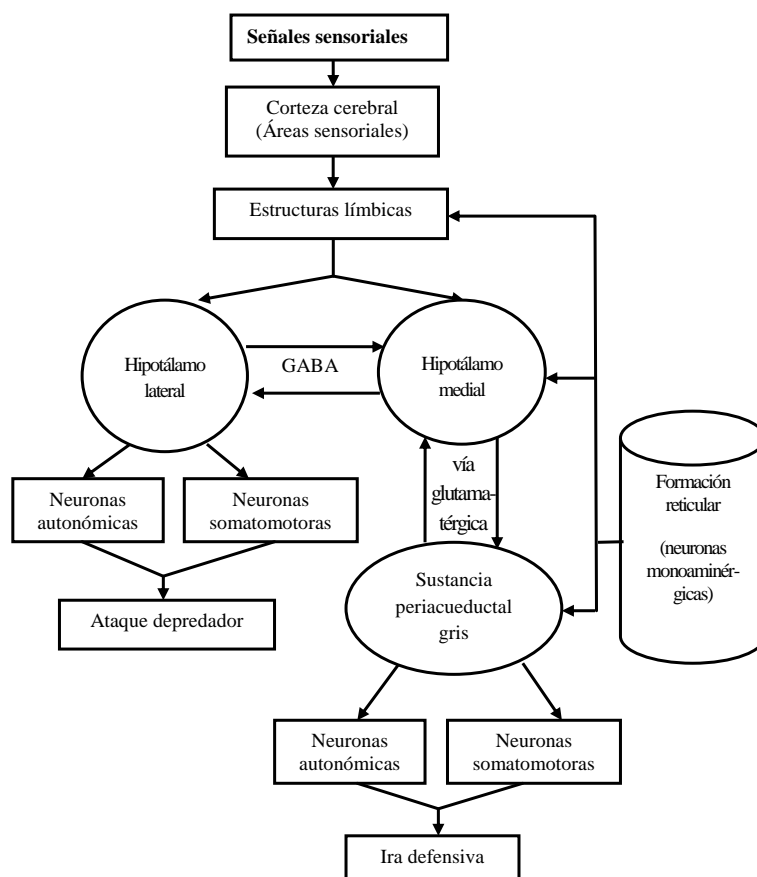 Señales sensoriales
Corteza cerebral
(Áreas sensoriales)
Estructuras límbicas
Hipotálamo
lateral
GABA
Hipotálamo
medial
Neuronas
autonómicas
Neuronas
somatomotoras
vía
glutama-
térgica
Formación
reticular
(neuronas
monoaminér-
gicas)
Ataque depredador
Sustancia
periacueductal
gris
Neuronas
autonómicas
Neuronas
somatomotoras
Ira defensiva